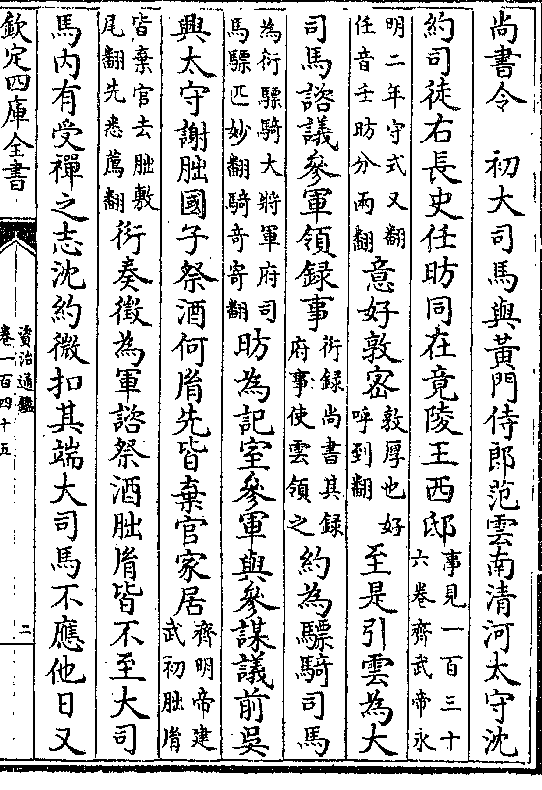 尚書令　初大司馬與黃門侍郎范雲南清河太守沈
約司徒右長史任昉同在竟陵王西邸事見一百三十六卷齊武帝永
明二年守式又翻任音壬昉分兩翻意好敦密敦厚也好呼到翻至是引雲為大
司馬諮議參軍領録事衍録尚書其録府事使雲領之約為驃騎司馬
為衍驃騎大將軍府司馬驃匹妙翻騎奇寄翻昉為記室參軍與參謀議前吳
興太守謝朏國子祭酒何胤先皆棄官家居齊明帝建武初朏胤
皆棄官去朏敷尾翻先悉薦翻衍奏徵為軍諮祭酒朏胤皆不至大司
馬內有受禪之志沈約微扣其端大司馬不應他日又
欽定四庫全書
資治通鑑
卷一百四十五
二